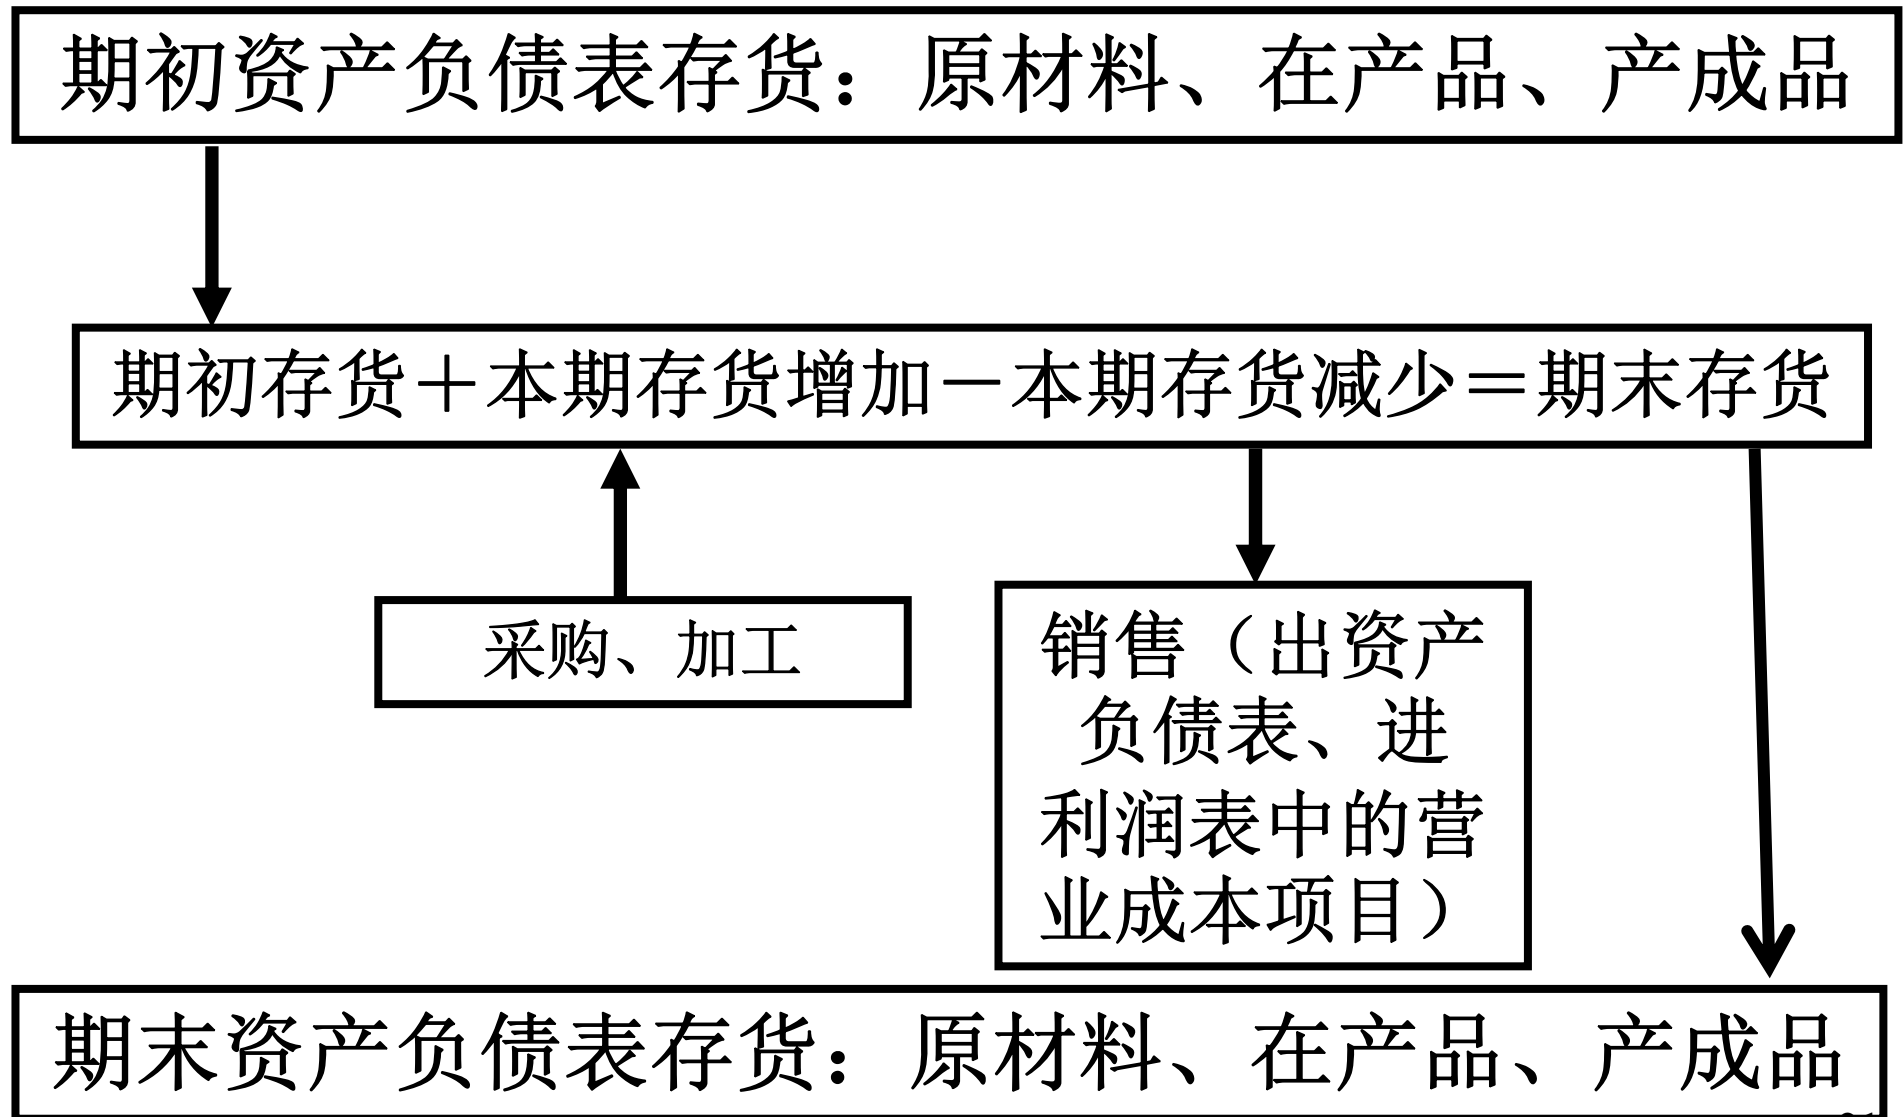 期初资产负债表存货：原材料、在产品、产成品
期初存货＋本期存货增加－本期存货减少＝期末存货
采购、加工
销售（出资产
负债表、进
利润表中的营
业成本项目）
期末资产负债表存货：原材料、在产品、产成品